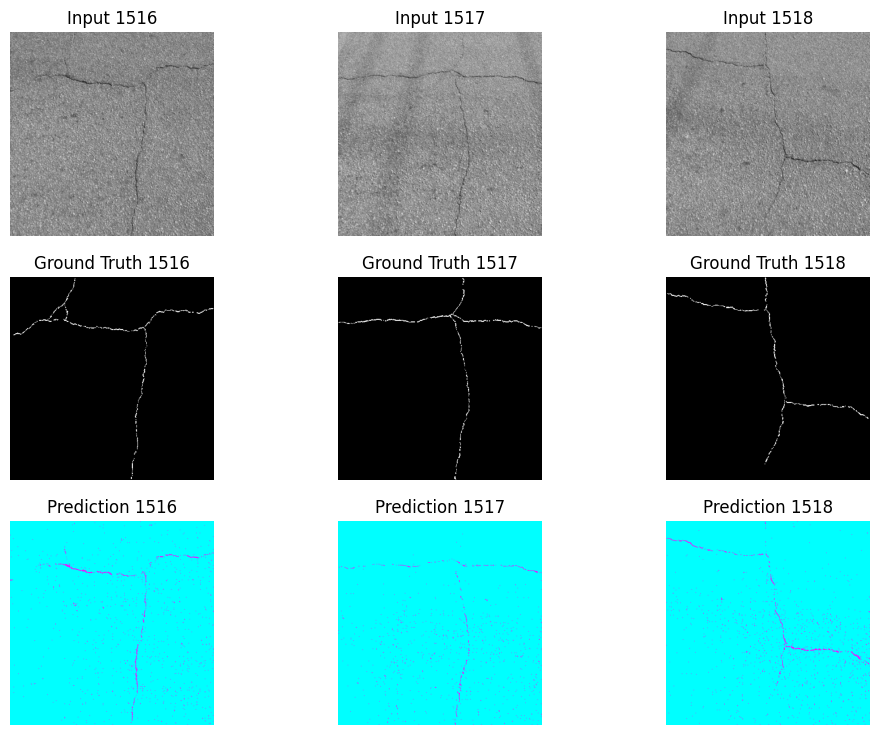 Input 1516
Input 1517
Input 1518
Ground Truth 1516
Ground Truth 1517
Ground Truth 1518
Prediction 1516
Prediction 1517
Prediction 1518